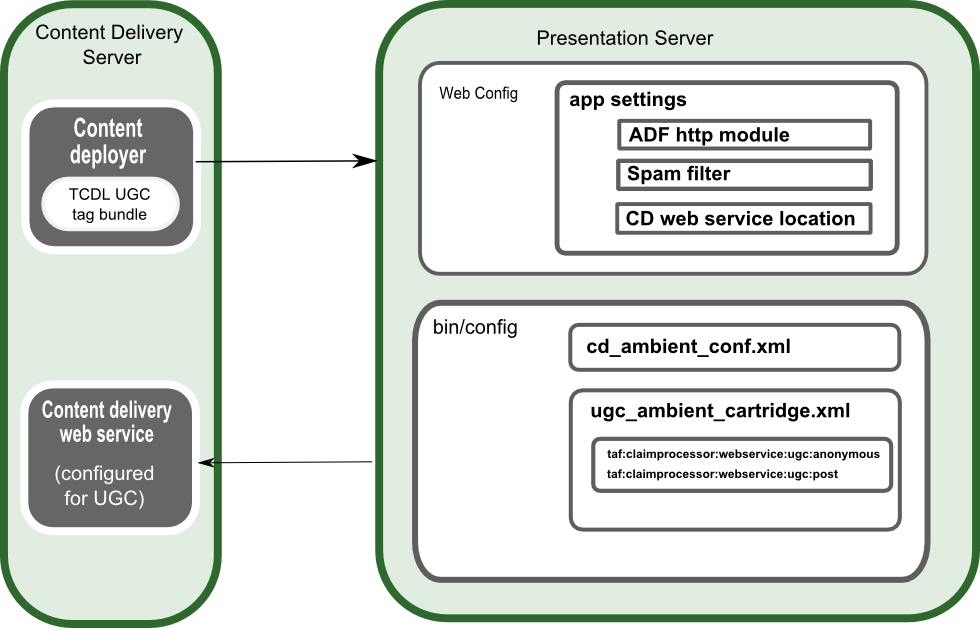 Content Delivery
Server
Content
deployer
TCDL UGC
tag bundle
Content delivery
web service
(configured
for UGC)
Presentation Server
Web Config
app settings
ADF http module
Spam filter
CD web service location
bin/config
cd_ambient_conf.xml
ugc_ambient_cartridge.xml
taf:claimprocessor:webservice:ugc:anonymous
taf:claimprocessor:webservice:ugc:post